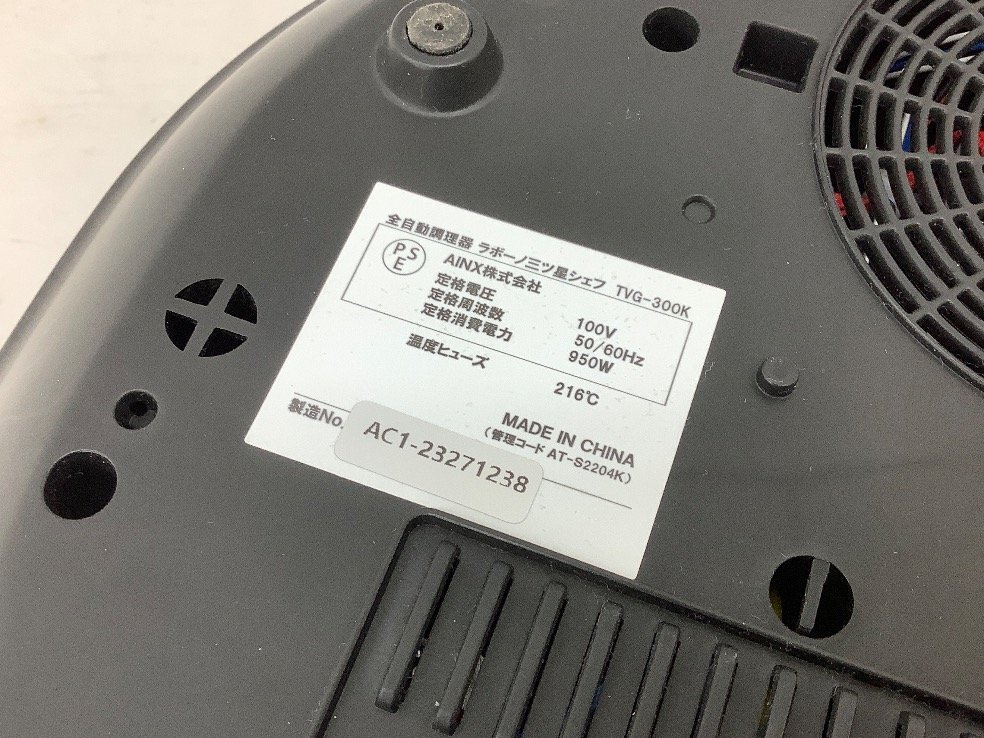 全自動調理器 ラボーノ三ツ星シェフ TVG-300K
PSE
AINX株式会社
定格電圧 100V
定格周波数 50/60Hz
定格消費電力 950W
温度ヒューズ 216℃
MADE IN CHINA
(管理コード AT-S2204K)
製造No.
AC1-23271238